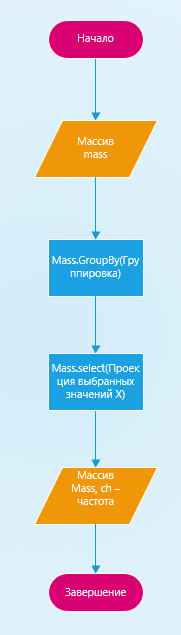 Начало
Массив
mass
Mass.GroupBy(Гру
ппировка)
Mass.select(Проек
ция выбранных
значений X)
Массив
Mass, ch –
частота
Завершение